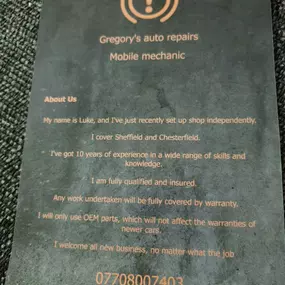 Gregory's auto repairs
Mobile mechanic
About Us
My name is Luke, and I've just recently set up shop independently.
I cover Sheffield and Chesterfield.
I've got 10 years of experience in a wide range of skills and
knowledge.
I am fully qualified and insured.
Any work undertaken will be fully covered by warranty.
I will only use OEM parts, which will not affect the warranties of
newer cars.
I welcome all new business, no matter what the job
07708007403